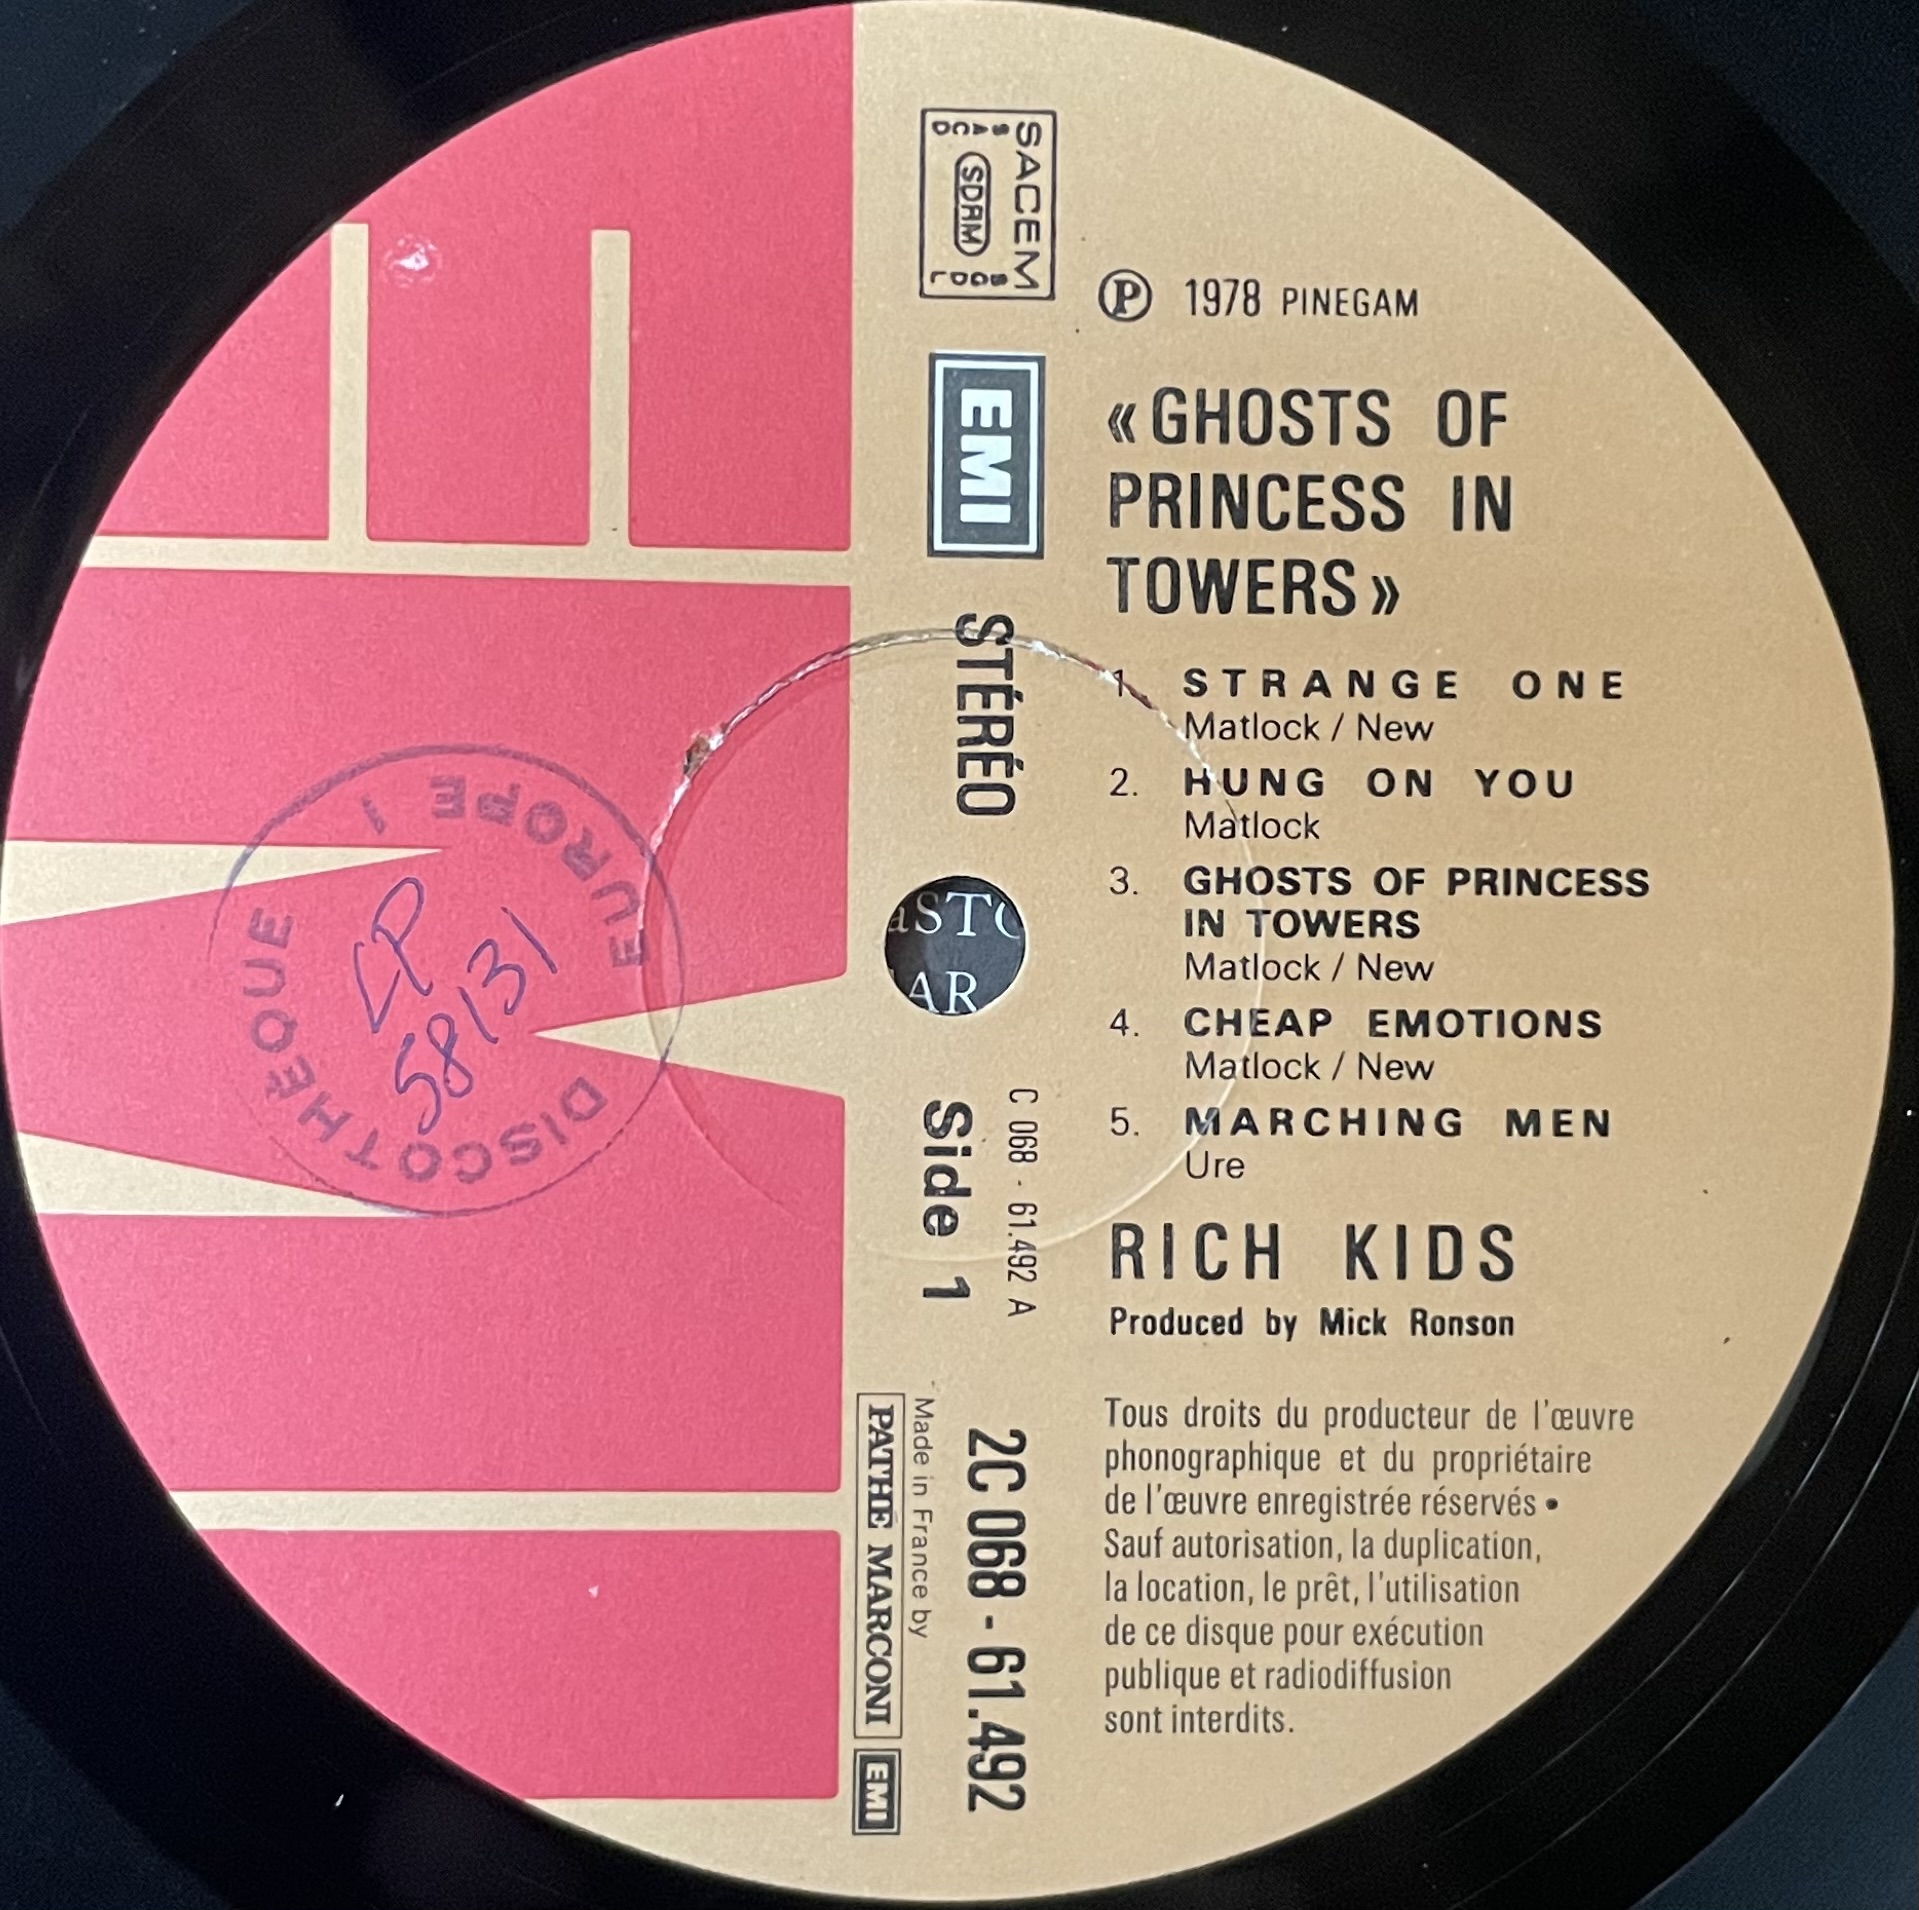 SACEM
SACD
SDRM
SGDL
EMI
STÉRÉO
Ⓟ 1978 PINEGAM
«GHOSTS OF
PRINCESS IN
TOWERS»
1. STRANGE ONE
Matlock / New
2. HUNG ON YOU
Matlock
3. GHOSTS OF PRINCESS
IN TOWERS
Matlock / New
4. CHEAP EMOTIONS
Matlock / New
5. MARCHING MEN
Ure
RICH KIDS
Produced by Mick Ronson
Tous droits du producteur de l'œuvre
phonographique et du propriétaire
de l'œuvre enregistrée réservés •
Sauf autorisation, la duplication,
la location, le prêt, l'utilisation
de ce disque pour exécution
publique et radiodiffusion
sont interdits.
C 068 - 61.492 A
Side 1
2C 068 - 61.492
Made in France by
PATHÉ MARCONI
EMI
DISCOTHÈQUE EUROPE 1
LP
58131